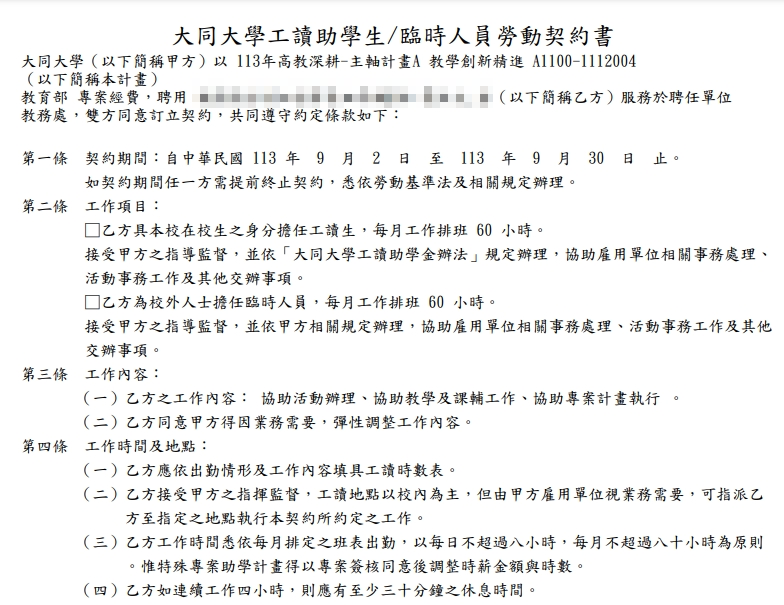 大同大學工讀助學生/臨時人員勞動契約書
大同大學（以下簡稱甲方）以 113年高教深耕-主軸計畫A 教學創新精進 A1100-1112004
（以下簡稱本計畫）
教育部 專案經費，聘用（以下簡稱乙方）服務於聘任單位
教務處，雙方同意訂立契約，共同遵守約定條款如下：
第一條 契約期間：自中華民國 113 年 9 月 2 日 至 113 年 9 月 30 日 止。
如契約期間任一方需提前終止契約，悉依勞動基準法及相關規定辦理。
第二條 工作項目：
□乙方具本校在校生之身分擔任工讀生，每月工作排班 60 小時。
接受甲方之指導監督，並依「大同大學工讀助學金辦法」規定辦理，協助雇用單位相關事務處理、
活動事務工作及其他交辦事項。
□乙方為校外人士擔任臨時人員，每月工作排班 60 小時。
接受甲方之指導監督，並依甲方相關規定辦理，協助雇用單位相關事務處理、活動事務工作及其他
交辦事項。
第三條 工作內容：
（一）乙方之工作內容： 協助活動辦理、協助教學及課輔工作、協助專案計畫執行 。
（二）乙方同意甲方得因業務需要，彈性調整工作內容。
第四條 工作時間及地點：
（一）乙方應依出勤情形及工作內容填具工讀時數表。
（二）乙方接受甲方之指揮監督，工讀地點以校內為主，但由甲方雇用單位視業務需要，可指派乙
方至指定之地點執行本契約所約定之工作。
（三）乙方工作時間悉依每月排定之班表出勤，以每日不超過八小時，每月不超過八十小時為原則
。惟特殊專案助學計畫得以專案簽核同意後調整時薪金額與時數。
（四）乙方如連續工作四小時，則應有至少三十分鐘之休息時間。